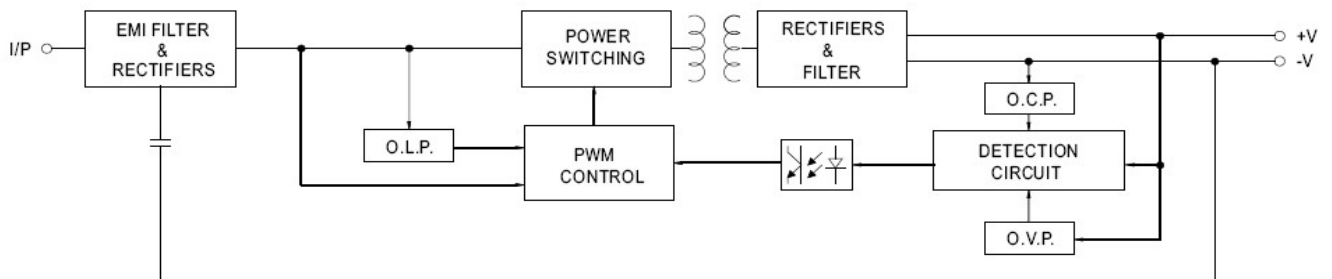 I/P
EMI FILTER
&
RECTIFIERS
POWER
SWITCHING
RECTIFIERS
&
FILTER
+V
-V
O.C.P.
O.L.P.
PWM
CONTROL
DETECTION
CIRCUIT
O.V.P.